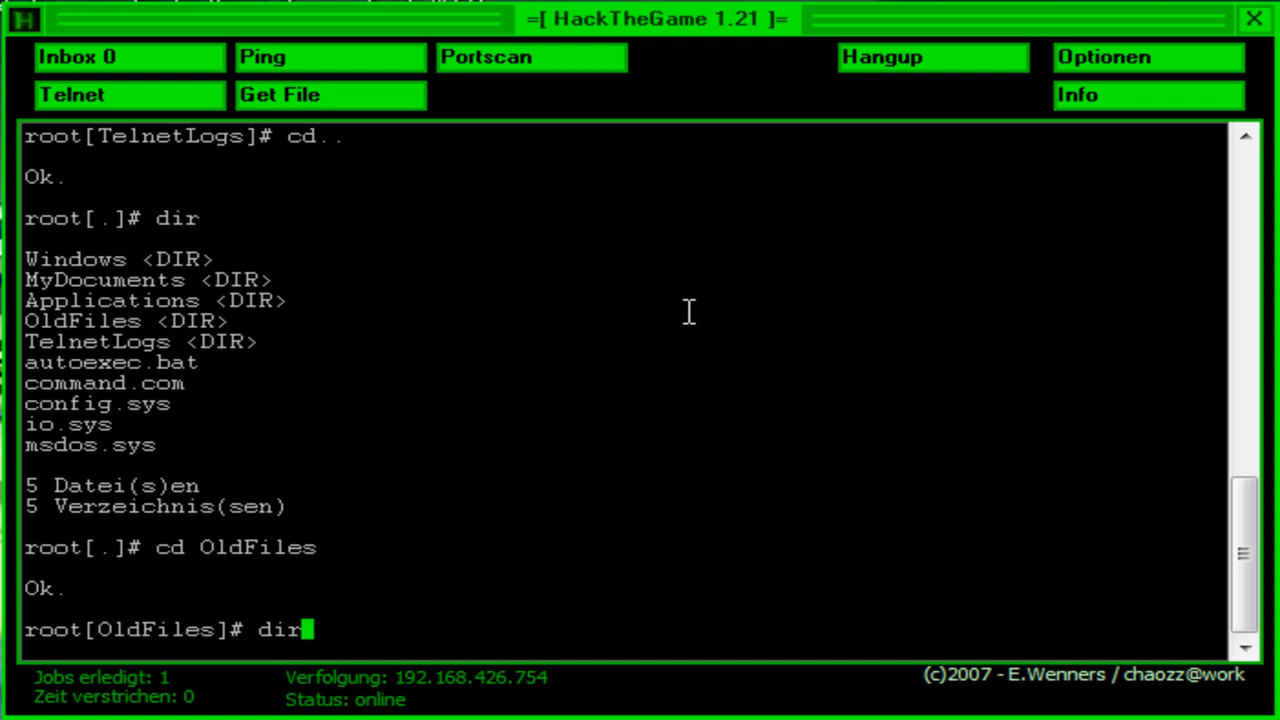 =[ HackTheGame 1.21 ]=
Inbox 0 Ping Portscan Hangup Optionen
Telnet Get File Info
root[TelnetLogs]# cd..
Ok.
root[.]# dir
Windows <DIR>
MyDocuments <DIR>
Applications <DIR>
OldFiles <DIR>
TelnetLogs <DIR>
autoexec.bat
command.com
config.sys
io.sys
msdos.sys
5 Datei(s)en
5 Verzeichnis(sen)
root[.]# cd OldFiles
Ok.
root[OldFiles]# dir
Jobs erledigt: 1 Verfolgung: 192.168.426.754 (c)2007 - E.Wenners / chaozz@work
Zeit verstrichen: 0 Status: online